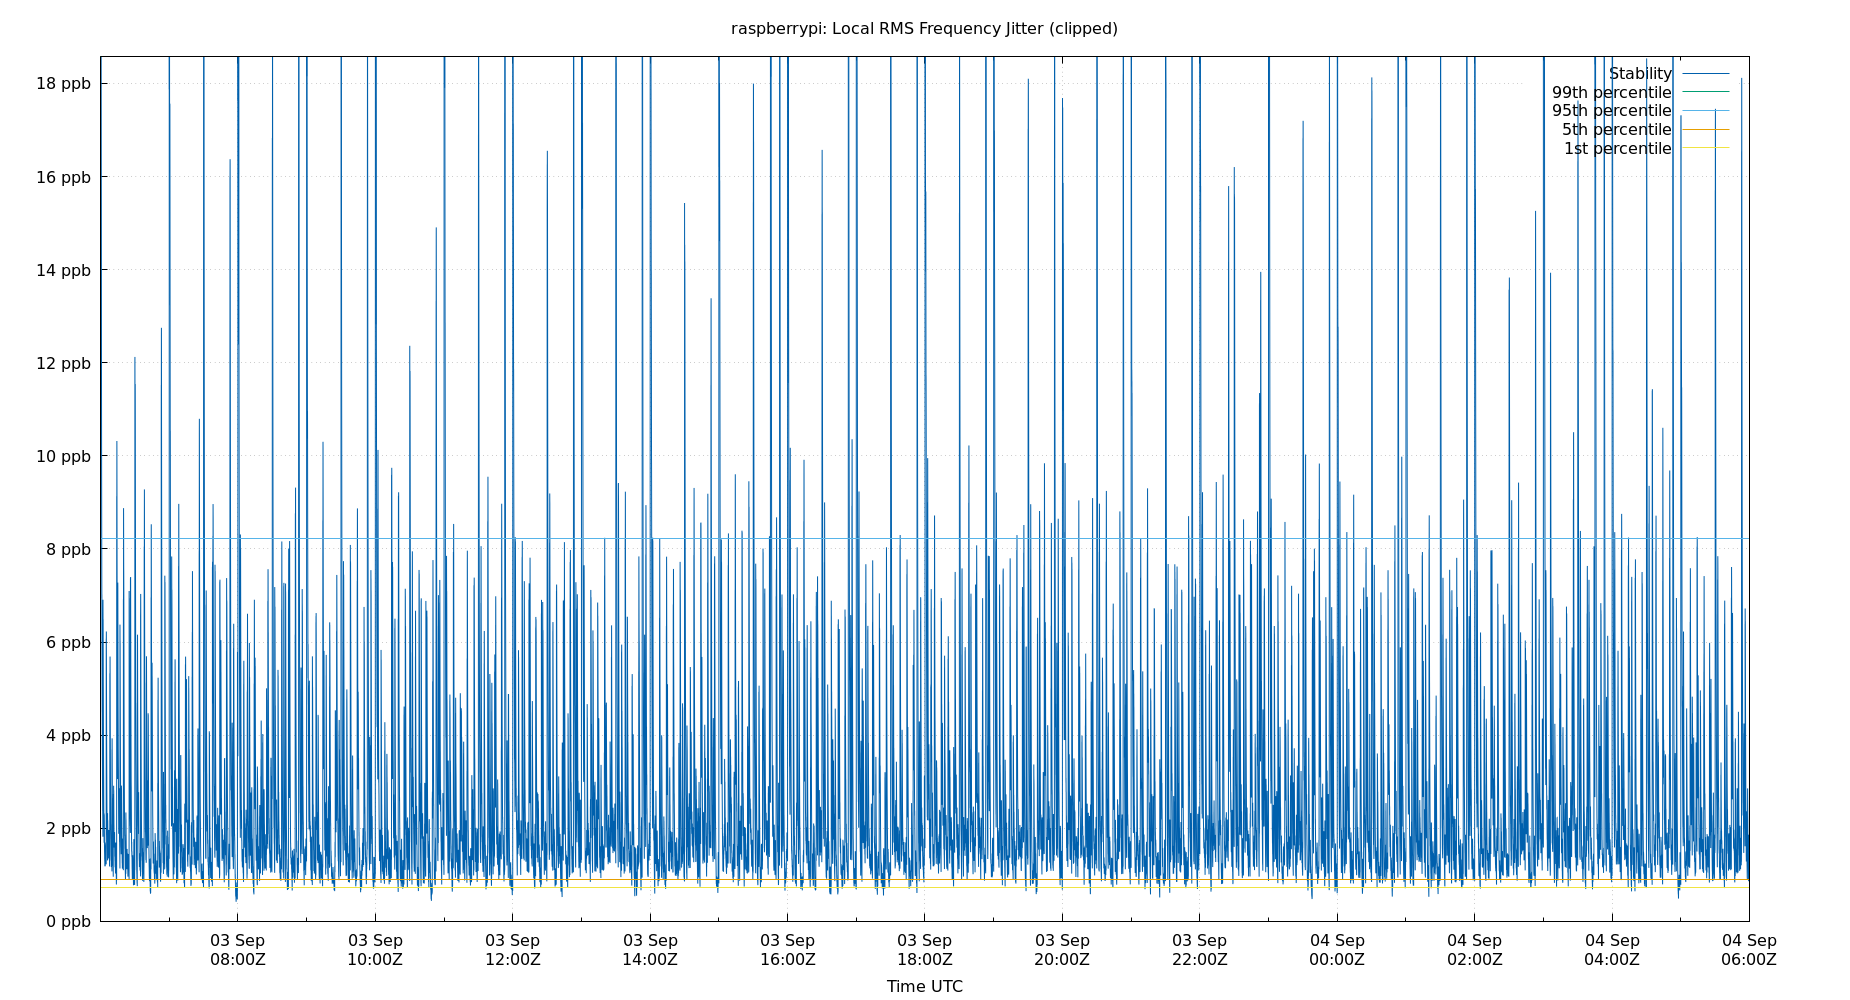 raspberrypi: Local RMS Frequency Jitter (clipped)
18 ppb
16 ppb
14 ppb
12 ppb
10 ppb
8 ppb
6 ppb
4 ppb
2 ppb
0 ppb
Stability
99th percentile
95th percentile
5th percentile
1st percentile
03 Sep 03 Sep 03 Sep 03 Sep 03 Sep 03 Sep 03 Sep 03 Sep 04 Sep 04 Sep 04 Sep 04 Sep
08:00Z 10:00Z 12:00Z 14:00Z 16:00Z 18:00Z 20:00Z 22:00Z 00:00Z 02:00Z 04:00Z 06:00Z
Time UTC